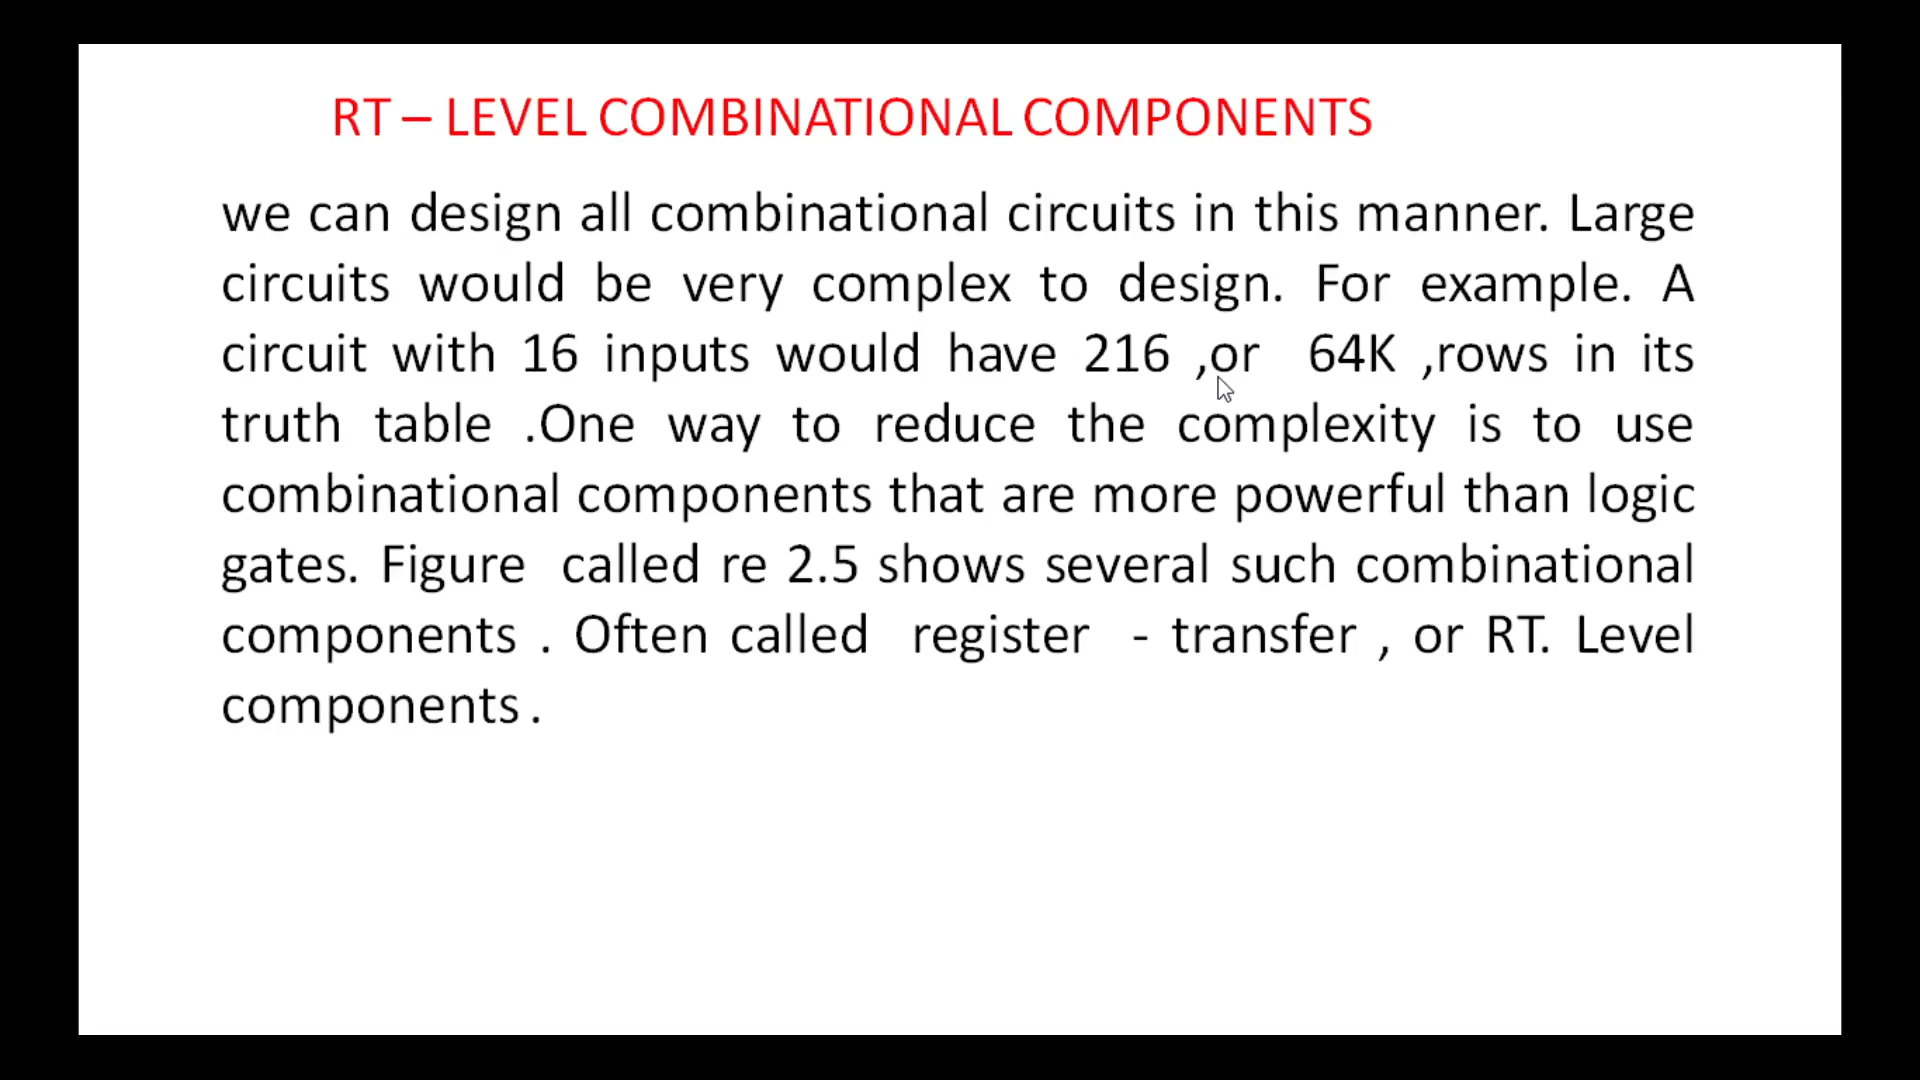 RT – LEVEL COMBINATIONAL COMPONENTS
we can design all combinational circuits in this manner. Large
circuits would be very complex to design. For example. A
circuit with 16 inputs would have 216 ,or 64K ,rows in its
truth table .One way to reduce the complexity is to use
combinational components that are more powerful than logic
gates. Figure called re 2.5 shows several such combinational
components . Often called register - transfer , or RT. Level
components .